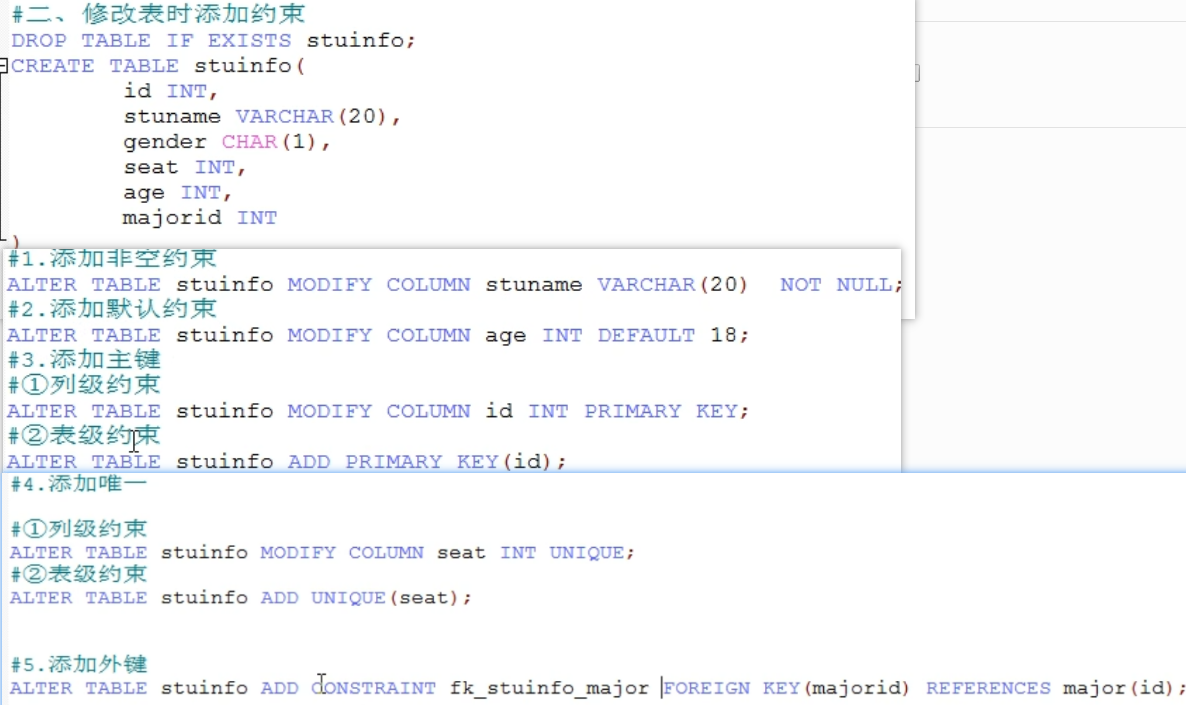 #二、修改表时添加约束
DROP TABLE IF EXISTS stuinfo;
CREATE TABLE stuinfo(
id INT,
stuname VARCHAR(20),
gender CHAR(1),
seat INT,
age INT,
majorid INT
)
#1.添加非空约束
ALTER TABLE stuinfo MODIFY COLUMN stuname VARCHAR(20)  NOT NULL;
#2.添加默认约束
ALTER TABLE stuinfo MODIFY COLUMN age INT DEFAULT 18;
#3.添加主键
#①列级约束
ALTER TABLE stuinfo MODIFY COLUMN id INT PRIMARY KEY;
#②表级约束
ALTER TABLE stuinfo ADD PRIMARY KEY(id);
#4.添加唯一
#①列级约束
ALTER TABLE stuinfo MODIFY COLUMN seat INT UNIQUE;
#②表级约束
ALTER TABLE stuinfo ADD UNIQUE(seat);
#5.添加外键
ALTER TABLE stuinfo ADD CONSTRAINT fk_stuinfo_major FOREIGN KEY(majorid) REFERENCES major(id);